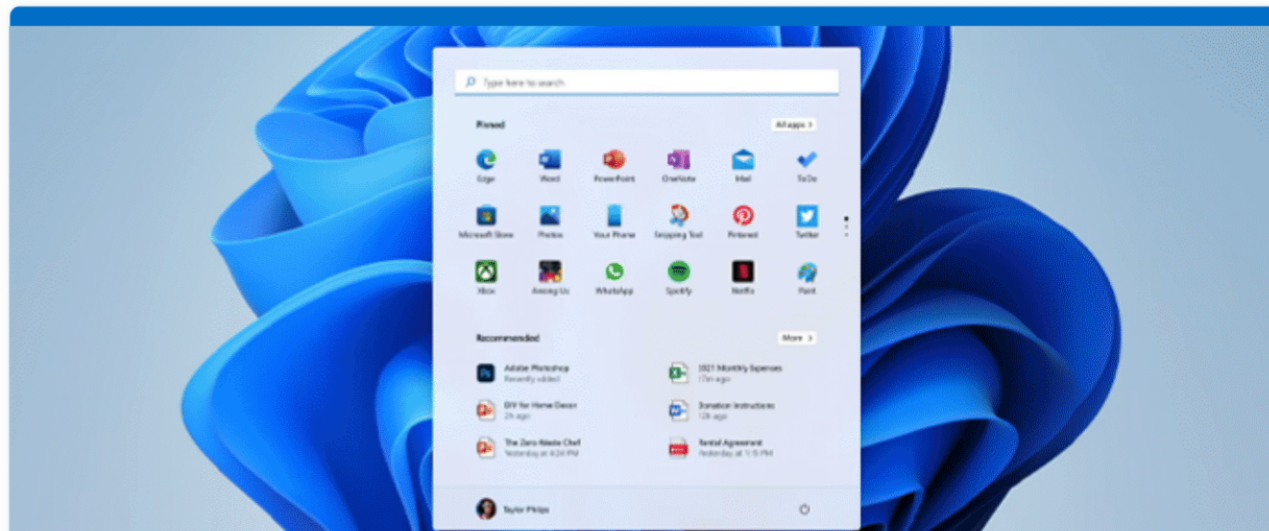 Type here to search
Pinned
All apps >
Edge
Word
PowerPoint
OneNote
Mail
To Do
Microsoft Store
Photos
Your Phone
Snipping Tool
Pinterest
Twitter
Xbox
Among Us
WhatsApp
Spotify
Netflix
Paint
Recommended
More >
Adobe Photoshop
Recently added
2021 Monthly Expenses
17m ago
DIY for Home Decor
2h ago
Donation Instructions
12h ago
The Zero-Waste Chef
Yesterday at 4:24 PM
Rental Agreement
Yesterday at 1:15 PM
Taylor Philips